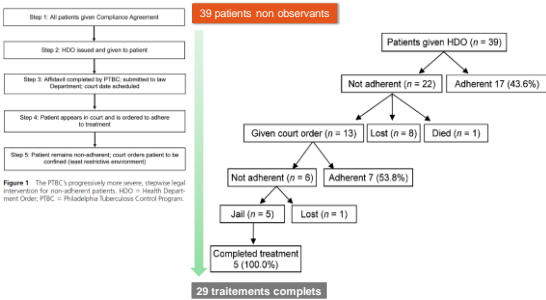 39 patients non observants
Step 1: All patients given Compliance Agreement
Step 2: HDO issued and given to patient
Step 3: Affidavit completed by PTBC; submitted to law
Department; court date scheduled
Step 4: Patient appears in court and is ordered to adhere
to treatment
Step 5: Patient remains non-adherent; court orders patient to be
confined (least restrictive environment)
Figure 1 The PTBC's progressively more severe, stepwise legal
intervention for non-adherent patients. HDO = Health Depart-
ment Order; PTBC = Philadelphia Tuberculosis Control Program.
Patients given HDO (n = 39)
Not adherent (n = 22)
Adherent 17 (43.6%)
Given court order (n = 13)
Lost (n = 8)
Died (n = 1)
Not adherent (n = 6)
Adherent 7 (53.8%)
Jail (n = 5)
Lost (n = 1)
Completed treatment
5 (100.0%)
29 traitements complets